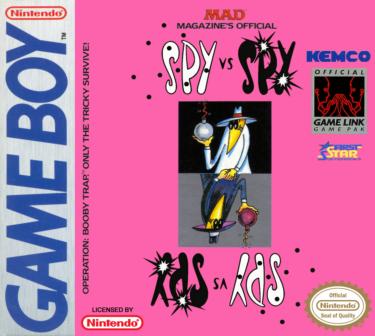 Nintendo
GAME BOY
TM
OPERATION: BOOBY TRAP.™ ONLY THE TRICKY SURVIVE!
MAD
MAGAZINE'S OFFICIAL
SPY VS SPY
KEMCO
OFFICIAL
GAME LINK
GAME PAK
FIRST
STAR
SPY VS SPY
LICENSED BY
Nintendo
Official
Nintendo
Seal of Quality